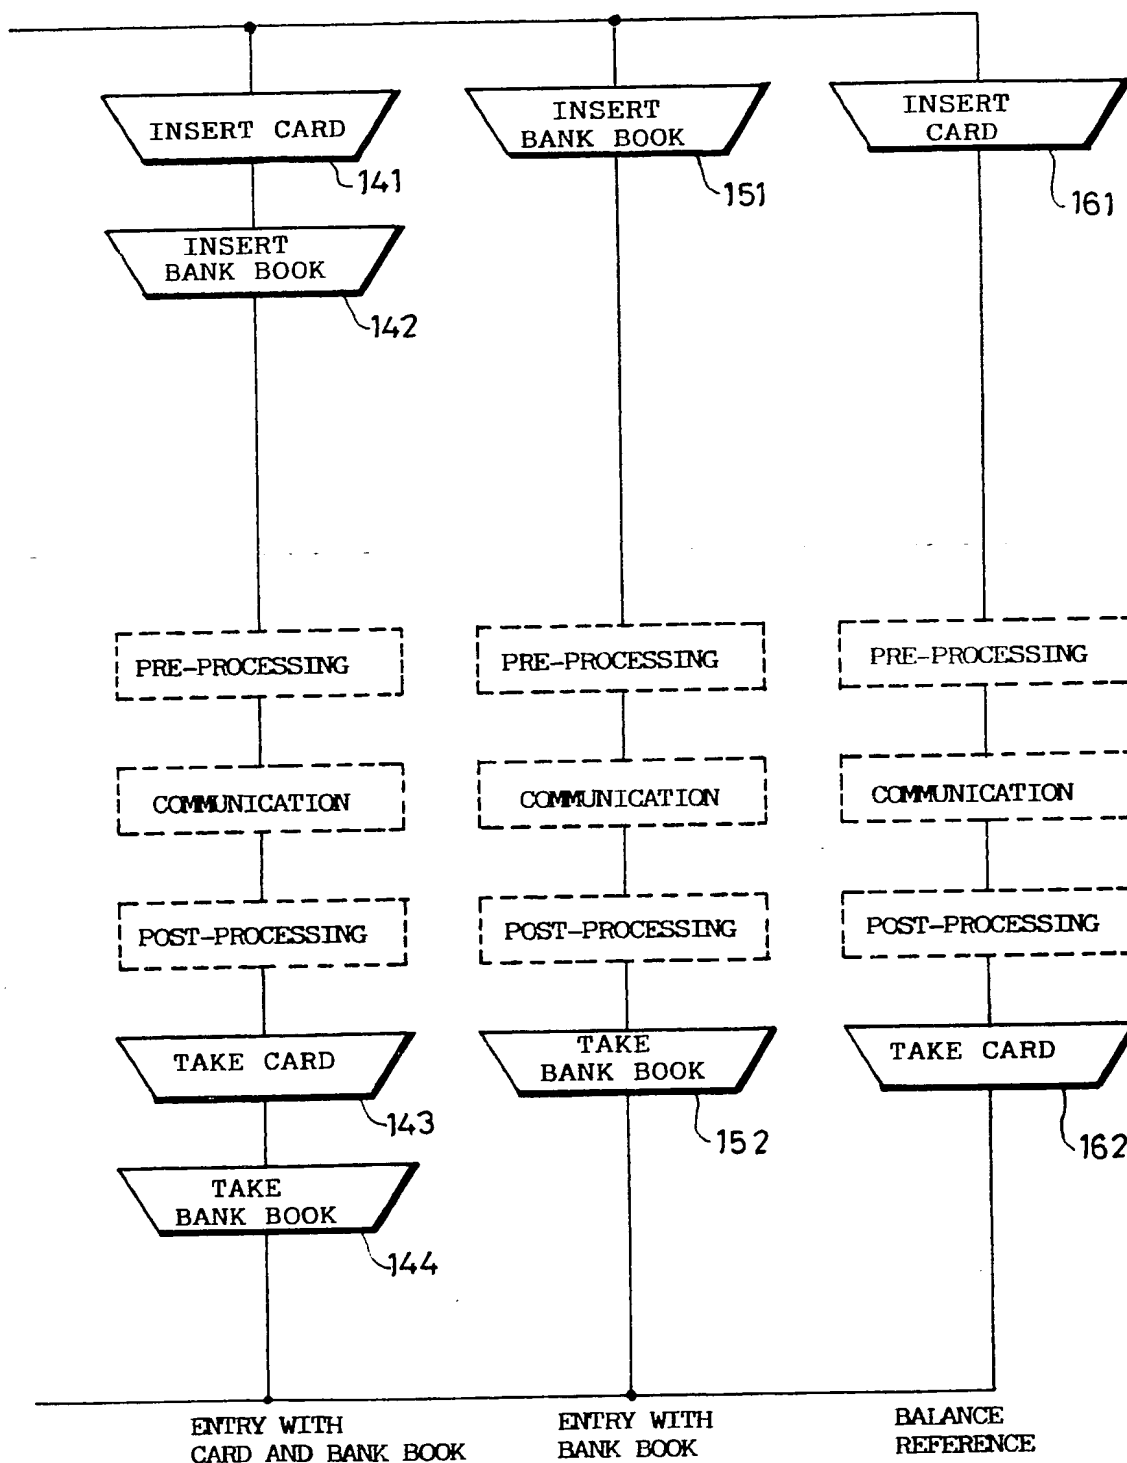 INSERT CARD
141
INSERT
BANK BOOK
142
PRE-PROCESSING
COMMUNICATION
POST-PROCESSING
TAKE CARD
143
TAKE
BANK BOOK
144
ENTRY WITH
CARD AND BANK BOOK
INSERT
BANK BOOK
151
PRE-PROCESSING
COMMUNICATION
POST-PROCESSING
TAKE
BANK BOOK
152
ENTRY WITH
BANK BOOK
INSERT
CARD
161
PRE-PROCESSING
COMMUNICATION
POST-PROCESSING
TAKE CARD
162
BALANCE
REFERENCE